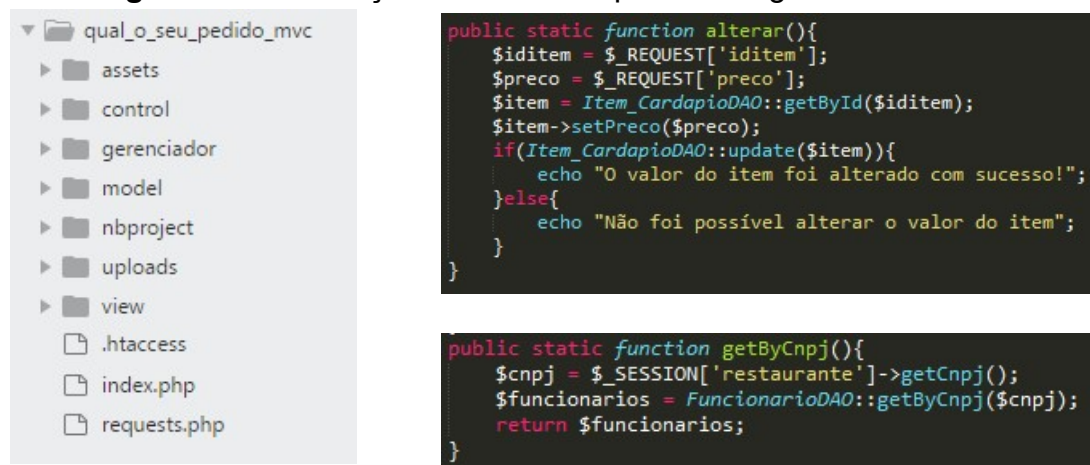 qual_o_seu_pedido_mvc
assets
control
gerenciador
model
nbproject
uploads
view
.htaccess
index.php
requests.php
public static function alterar(){
$iditem = $_REQUEST['iditem'];
$preco = $_REQUEST['preco'];
$item = Item_CardapioDAO::getById($iditem);
$item->setPreco($preco);
if(Item_CardapioDAO::update($item)){
echo "O valor do item foi alterado com sucesso!";
}else{
echo "Não foi possível alterar o valor do item";
}
}
public static function getByCnpj(){
$cnpj = $_SESSION['restaurante']->getCnpj();
$funcionarios = FuncionarioDAO::getByCnpj($cnpj);
return $funcionarios;
}